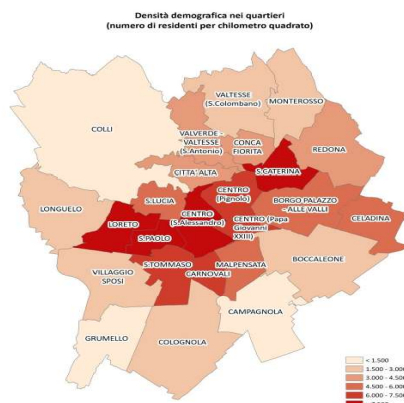 Densità demografica nei quartieri
(numero di residenti per chilometro quadrato)
VALTESSE
(S.Colombano)
MONTEROSSO
COLLI
VALVERDE -
VALTESSE
(S.Antonio)
CONCA
FIORITA
REDONA
CITTA' ALTA
S.CATERINA
S.LUCIA
CENTRO
(Pignolo)
BORGO PALAZZO
- ALLE VALLI
LONGUELO
CELADINA
LORETO
CENTRO
(S.Alessandro)
CENTRO (Papa
Giovanni
XXIII)
S.PAOLO
BOCCALEONE
VILLAGGIO
SPOSI
S.TOMMASO
CARNOVALI
MALPENSATA
CAMPAGNOLA
GRUMELLO
COLOGNOLA
< 1.500
1.500 - 3.000
3.000 - 4.500
4.500 - 6.000
6.000 - 7.500